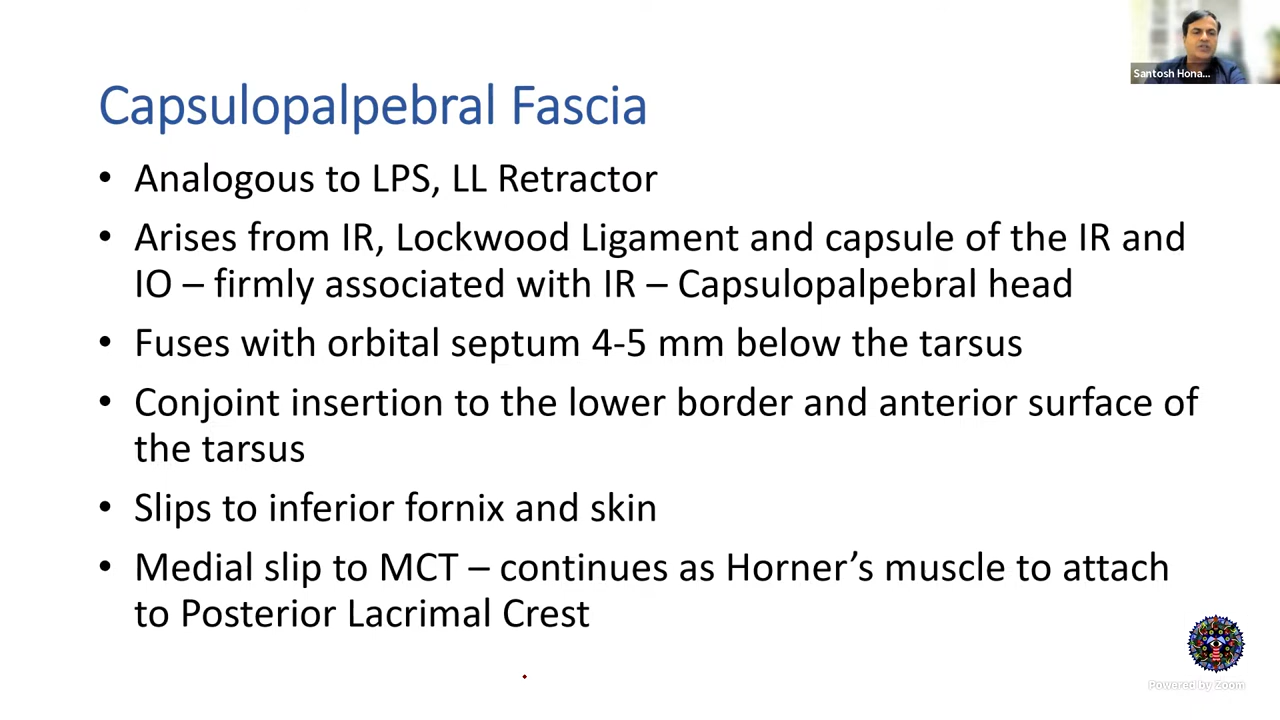 Santosh Hona...
Capsulopalpebral Fascia
• Analogous to LPS, LL Retractor
• Arises from IR, Lockwood Ligament and capsule of the IR and
IO – firmly associated with IR – Capsulopalpebral head
• Fuses with orbital septum 4-5 mm below the tarsus
• Conjoint insertion to the lower border and anterior surface of
the tarsus
• Slips to inferior fornix and skin
• Medial slip to MCT – continues as Horner’s muscle to attach
to Posterior Lacrimal Crest
Powered by Zoom